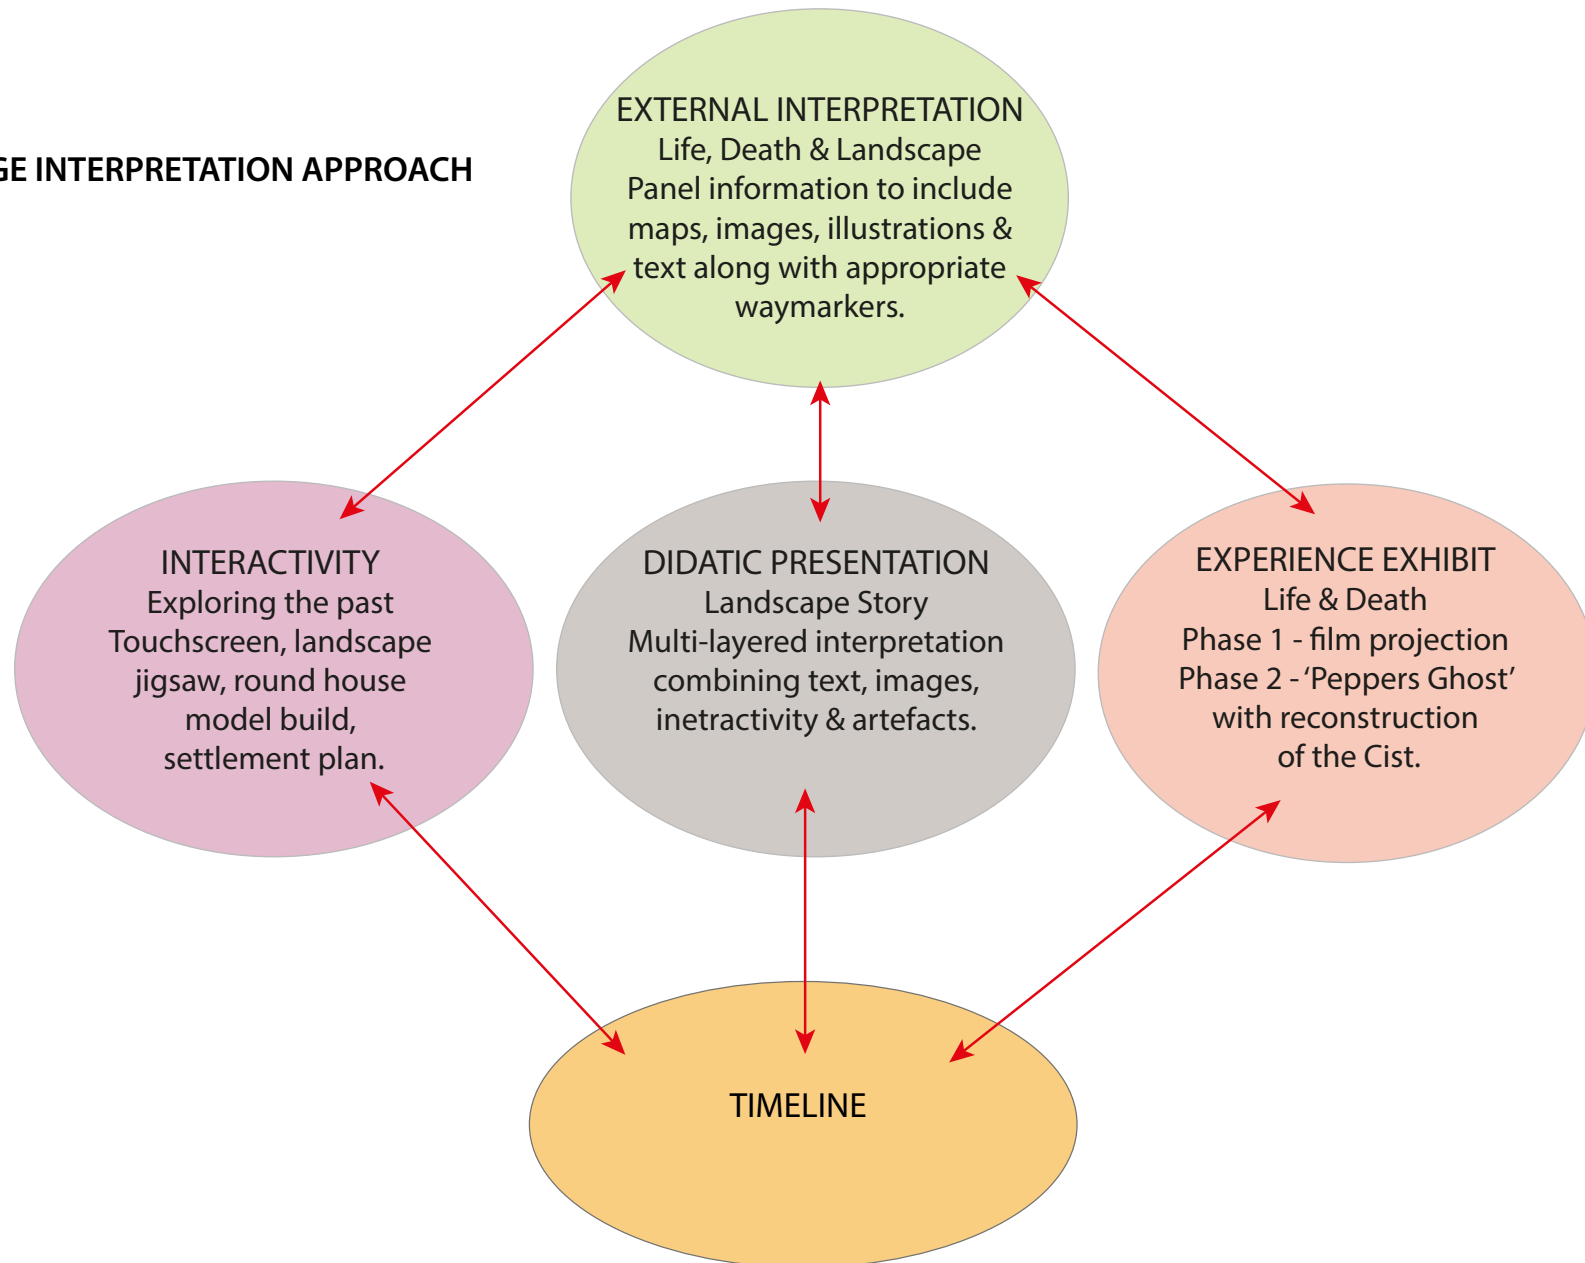 INTERPRETATION APPROACH
EXTERNAL INTERPRETATION
Life, Death & Landscape
Panel information to include
maps, images, illustrations &
text along with appropriate
waymarkers.
INTERACTIVITY
Exploring the past
Touchscreen, landscape
jigsaw, round house
model build,
settlement plan.
DIDATIC PRESENTATION
Landscape Story
Multi-layered interpretation
combining text, images,
inetractivity & artefacts.
EXPERIENCE EXHIBIT
Life & Death
Phase 1 - film projection
Phase 2 - ‘Peppers Ghost’
with reconstruction
of the Cist.
TIMELINE